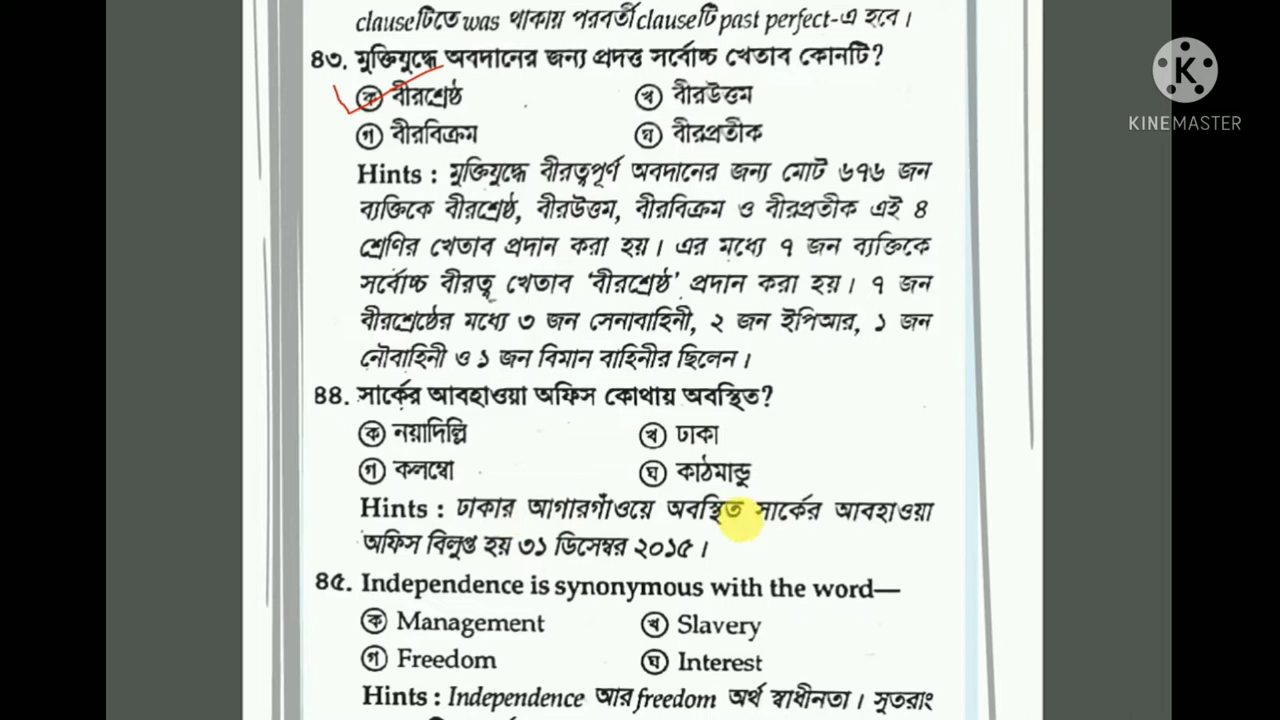 clauseটিতে was থাকায় পরবর্তী clauseটি past perfect-এ হবে।
৪৩. মুক্তিযুদ্ধে অবদানের জন্য প্রদত্ত সর্বোচ্চ খেতাব কোনটি?
ক বীরশ্রেষ্ঠ খ বীরউত্তম
গ বীরবিক্রম ঘ বীরপ্রতীক
Hints : মুক্তিযুদ্ধে বীরত্বপূর্ণ অবদানের জন্য মোট ৬৭৬ জন
ব্যক্তিকে বীরশ্রেষ্ঠ, বীরউত্তম, বীরবিক্রম ও বীরপ্রতীক এই ৪
শ্রেণির খেতাব প্রদান করা হয়। এর মধ্যে ৭ জন ব্যক্তিকে
সর্বোচ্চ বীরত্ব খেতাব ‘বীরশ্রেষ্ঠ’ প্রদান করা হয়। ৭ জন
বীরশ্রেষ্ঠের মধ্যে ৩ জন সেনাবাহিনী, ২ জন ইপিআর, ১ জন
নৌবাহিনী ও ১ জন বিমান বাহিনীর ছিলেন।
৪৪. সার্কের আবহাওয়া অফিস কোথায় অবস্থিত?
ক নয়াদিল্লি খ ঢাকা
গ কলম্বো ঘ কাঠমান্ডু
Hints : ঢাকার আগারগাঁওয়ে অবস্থিত সার্কের আবহাওয়া
অফিস বিলুপ্ত হয় ৩১ ডিসেম্বর ২০১৫।
৪৫. Independence is synonymous with the word—
ক Management খ Slavery
গ Freedom ঘ Interest
Hints : Independence আর freedom অর্থ স্বাধীনতা। সুতরাং
K
KINEMASTER